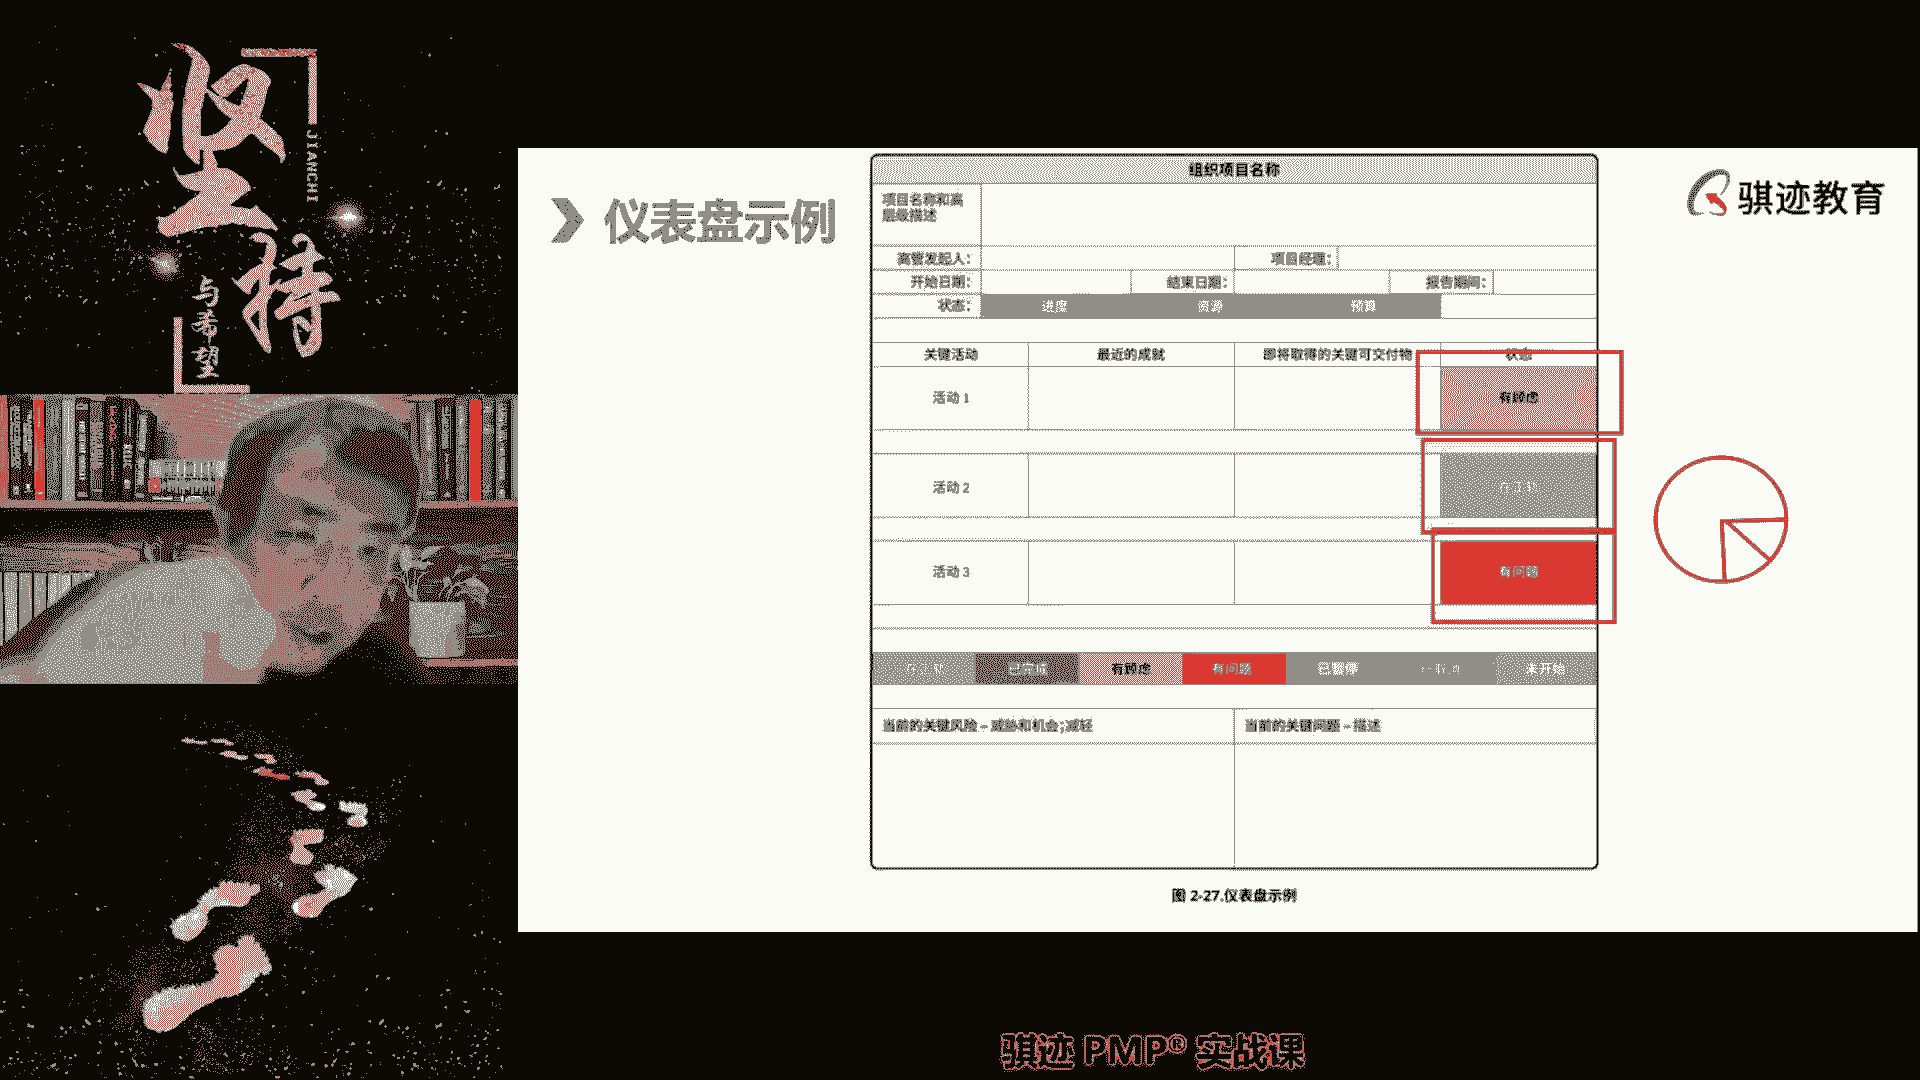 坚
持
JIANCHI
与
希
望
仪表盘示例
骐迹教育
组织项目名称
项目名称和高
层级描述
高管发起人:
项目经理:
开始日期:
结束日期:
报告期间:
状态:
进度
资源
预算
关键活动
最近的成就
即将取得的关键可交付物
状态
活动 1
有顾虑
活动 2
活动 3
有问题
已完成
有顾虑
有问题
已暂停
未开始
当前的关键风险 – 威胁和机会;减轻
当前的关键问题 – 描述
图 2-27.仪表盘示例
骐迹 PMP® 实战课